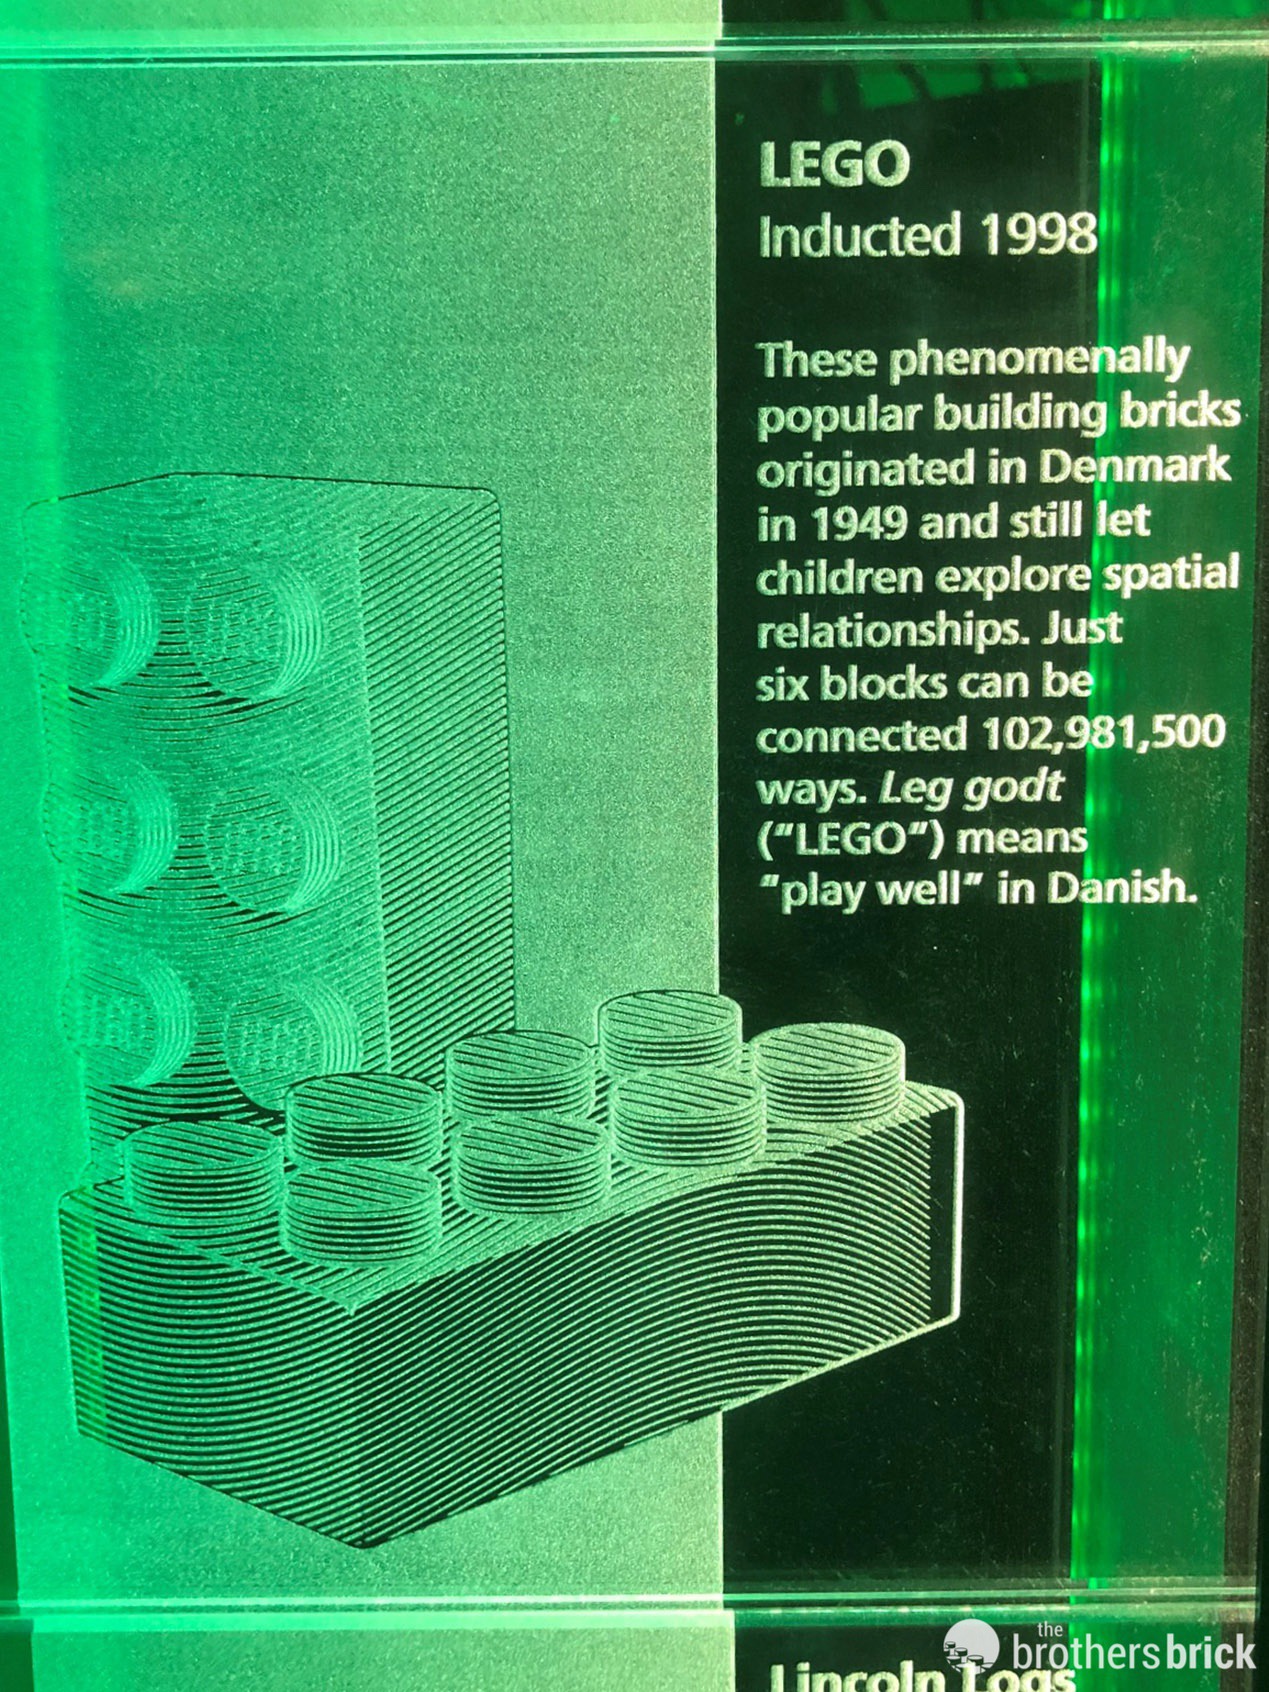 LEGO
Inducted 1998
These phenomenally
popular building bricks
originated in Denmark
in 1949 and still let
children explore spatial
relationships. Just
six blocks can be
connected 102,981,500
ways. Leg godt
("LEGO") means
"play well" in Danish.
Lincoln Logs
the
brothers brick